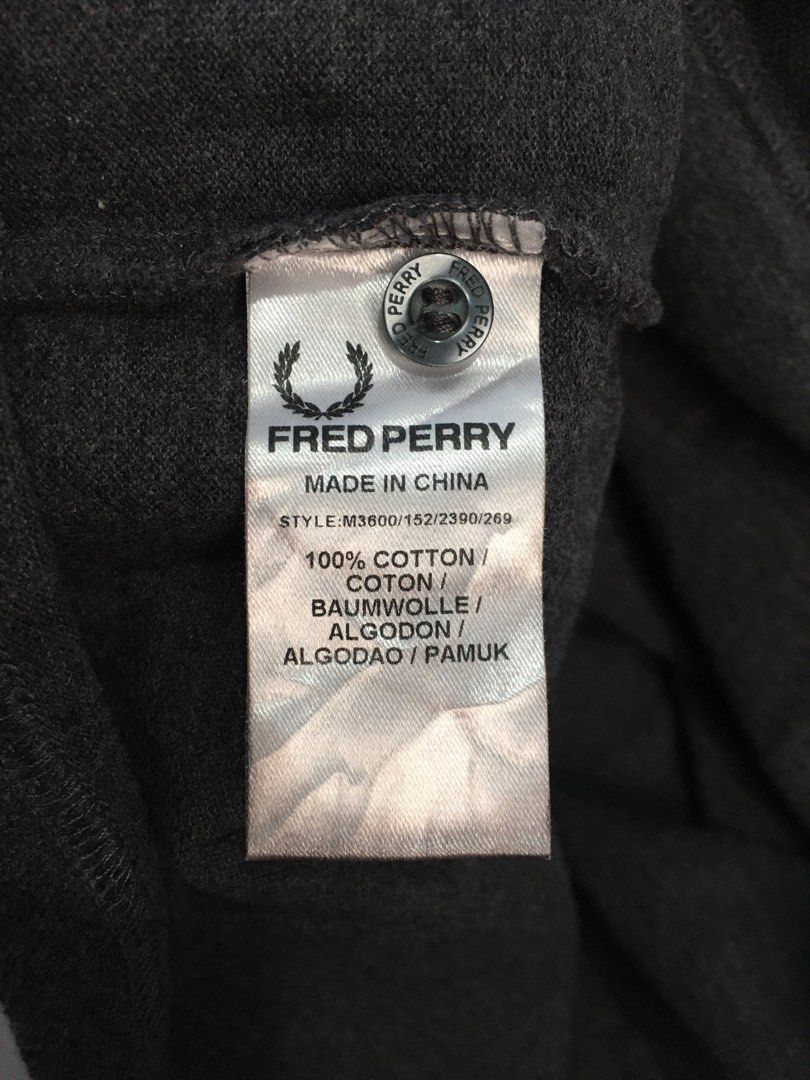 FRED PERRY
FRED PERRY
FRED PERRY
MADE IN CHINA
STYLE:M3600/152/2390/269
100% COTTON /
COTON /
BAUMWOLLE /
ALGODON /
ALGODAO / PAMUK